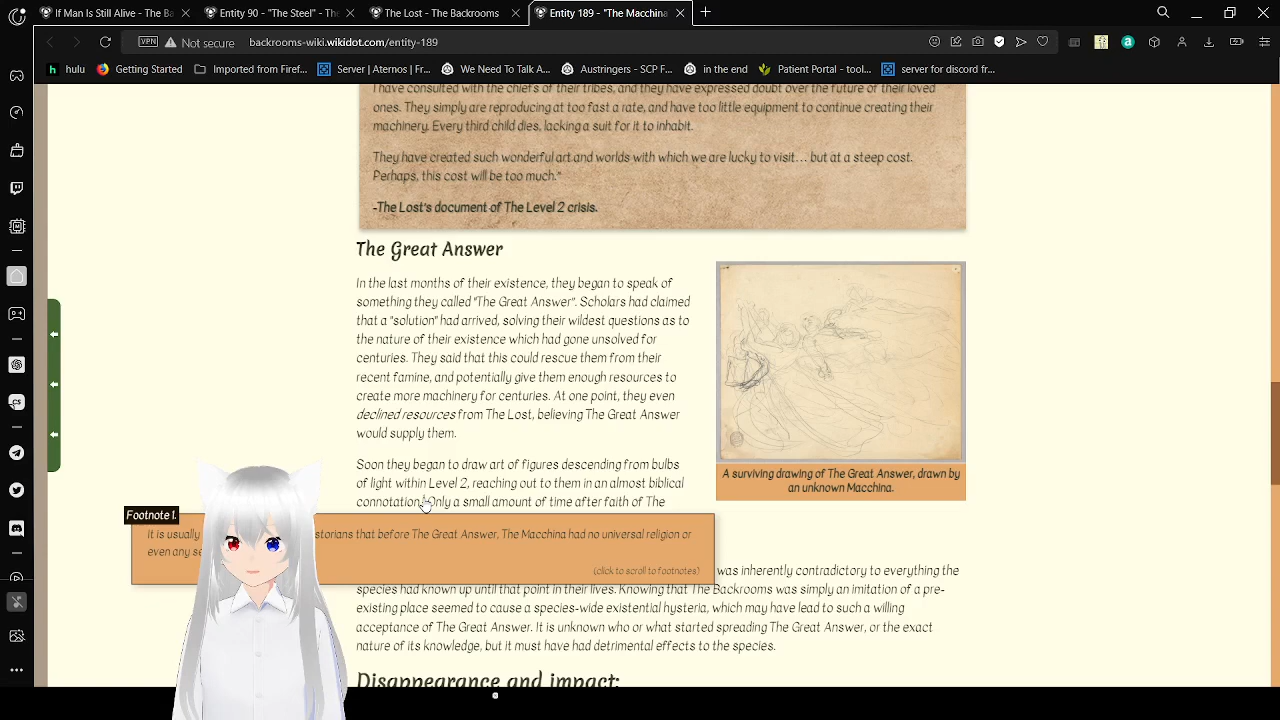 If Man Is Still Alive - The Ba
Entity 90 - "The Steel" - The
The Lost - The Backrooms
Entity 189 - "The Macchina
VPN
Not secure
backrooms-wiki.wikidot.com/entity-189
hulu
Getting Started
Imported from Firef...
Server | Aternos | Fr...
We Need To Talk A...
Austringers - SCP F...
in the end
Patient Portal - tool...
server for discord fr...
I have consulted with the chiefs of their tribes, and they have expressed doubt over the future of their loved
ones. They simply are reproducing at too fast a rate, and have too little equipment to continue creating their
machinery. Every third child dies, lacking a suit for it to inhabit.
They have created such wonderful art and worlds with which we are lucky to visit... but at a steep cost.
Perhaps, this cost will be too much."
-The Lost's document of The Level 2 crisis.
The Great Answer
In the last months of their existence, they began to speak of
something they called "The Great Answer". Scholars had claimed
that a "solution" had arrived, solving their wildest questions as to
the nature of their existence which had gone unsolved for
centuries. They said that this could rescue them from their
recent famine, and potentially give them enough resources to
create more machinery for centuries. At one point, they even
declined resources from The Lost, believing The Great Answer
would supply them.
Soon they began to draw art of figures descending from bulbs
of light within Level 2, reaching out to them in an almost biblical
connotation. Only a small amount of time after faith of The
A surviving drawing of The Great Answer, drawn by
an unknown Macchina.
Footnote 1.
It is usually
storians that before The Great Answer, The Macchina had no universal religion or
even any se
(click to scroll to footnotes)
was inherently contradictory to everything the
species had known up until that point in their lives. Knowing that The Backrooms was simply an imitation of a pre-
existing place seemed to cause a species-wide existential hysteria, which may have lead to such a willing
acceptance of The Great Answer. It is unknown who or what started spreading The Great Answer, or the exact
nature of its knowledge, but it must have had detrimental effects to the species.
Disappearance and impact: